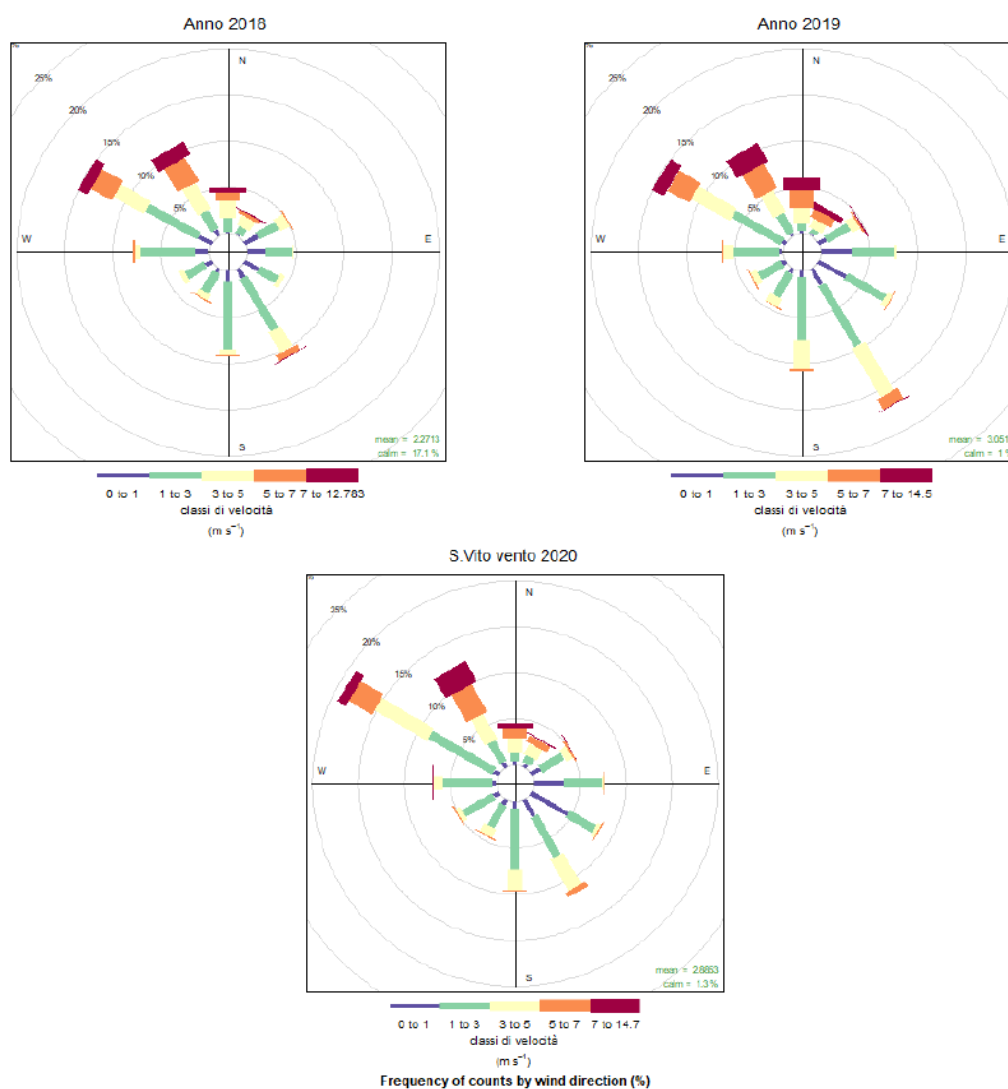 Anno 2018
25%
20%
15%
10%
5%
N
W
E
S
mean = 2.2713
calm = 17.1 %
0 to 1
1 to 3
3 to 5
5 to 7
7 to 12.783
classi di velocità
(m s⁻¹)
Anno 2019
25%
20%
15%
10%
5%
N
W
E
S
mean = 3.051
calm = 1 %
0 to 1
1 to 3
3 to 5
5 to 7
7 to 14.5
classi di velocità
(m s⁻¹)
S.Vito vento 2020
25%
20%
15%
10%
5%
N
W
E
S
mean = 2.8853
calm = 1.3 %
0 to 1
1 to 3
3 to 5
5 to 7
7 to 14.7
classi di velocità
(m s⁻¹)
Frequency of counts by wind direction (%)